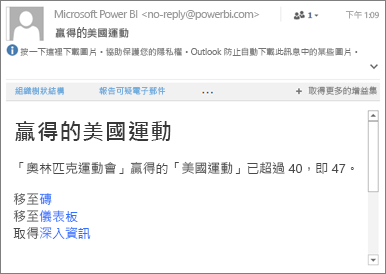 Microsoft Power BI <no-reply@powerbi.com>
1
下午 1:09
贏得的美國運動
按一下這裡下載圖片。協助保護您的隱私權，Outlook 防止自動下載此訊息中的某些圖片。
組織樹狀結構
報告可疑電子郵件
...
+ 取得更多的增益集
贏得的美國運動
「奧林匹克運動會」贏得的「美國運動」已超過 40，即 47。
移至磚
移至儀表板
取得深入資訊